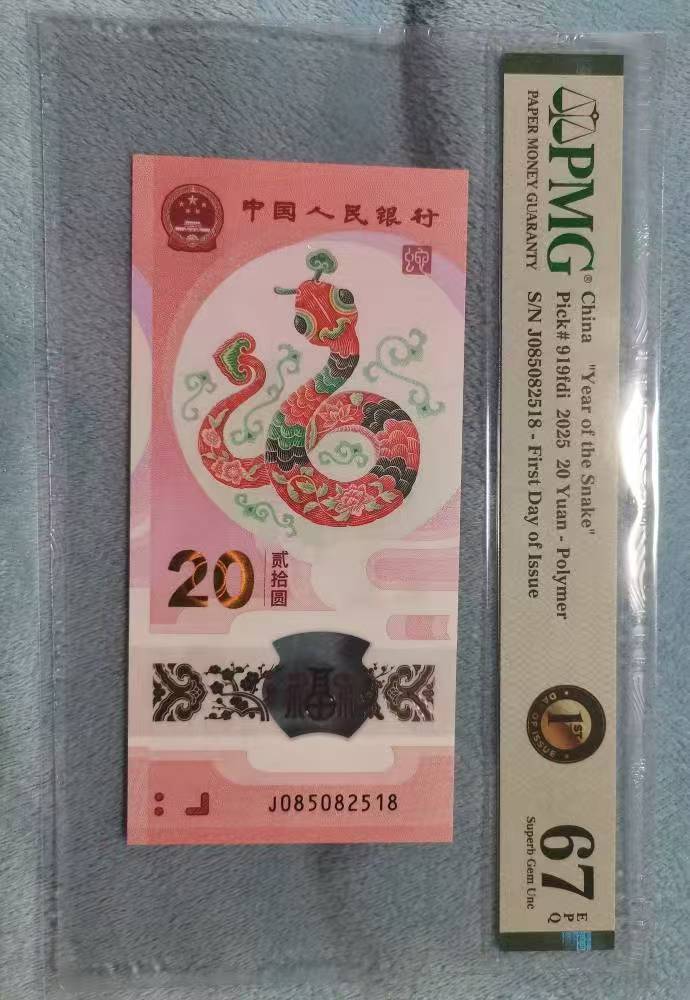 中国人民银行
20
贰拾圆
J085082518
PMG®
PAPER MONEY GUARANTY
China "Year of the Snake"
Pick# 919fdi 2025 20 Yuan - Polymer
S/N J085082518 - First Day of Issue
1ST
DAY OF ISSUE
67
EPQ
Superb Gem Unc